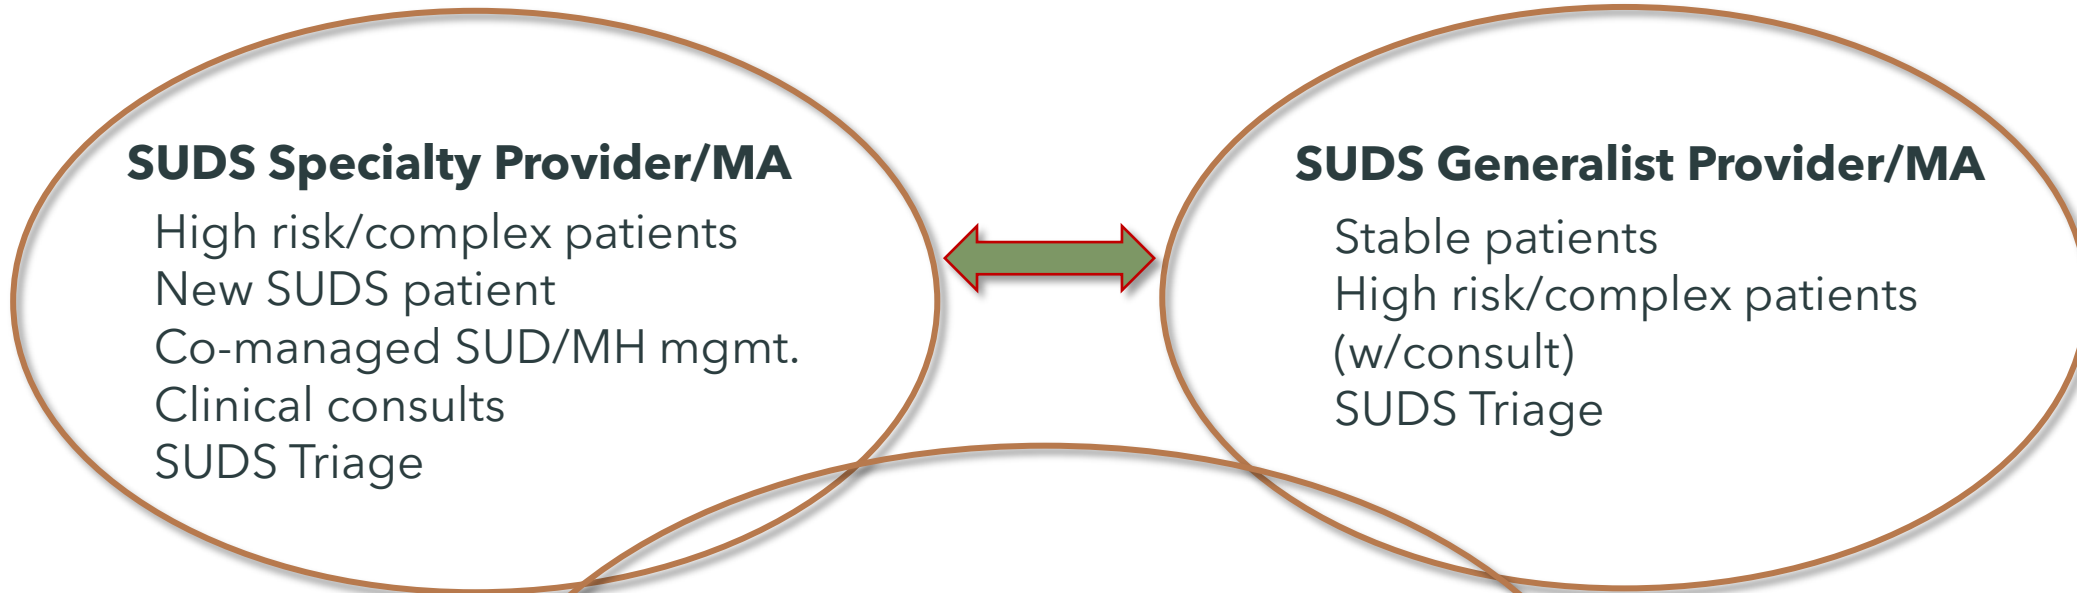 SUDS Specialty Provider/MA
High risk/complex patients
New SUDS patient
Co-managed SUD/MH mgmt.
Clinical consults
SUDS Triage
SUDS Generalist Provider/MA
Stable patients
High risk/complex patients
(w/consult)
SUDS Triage